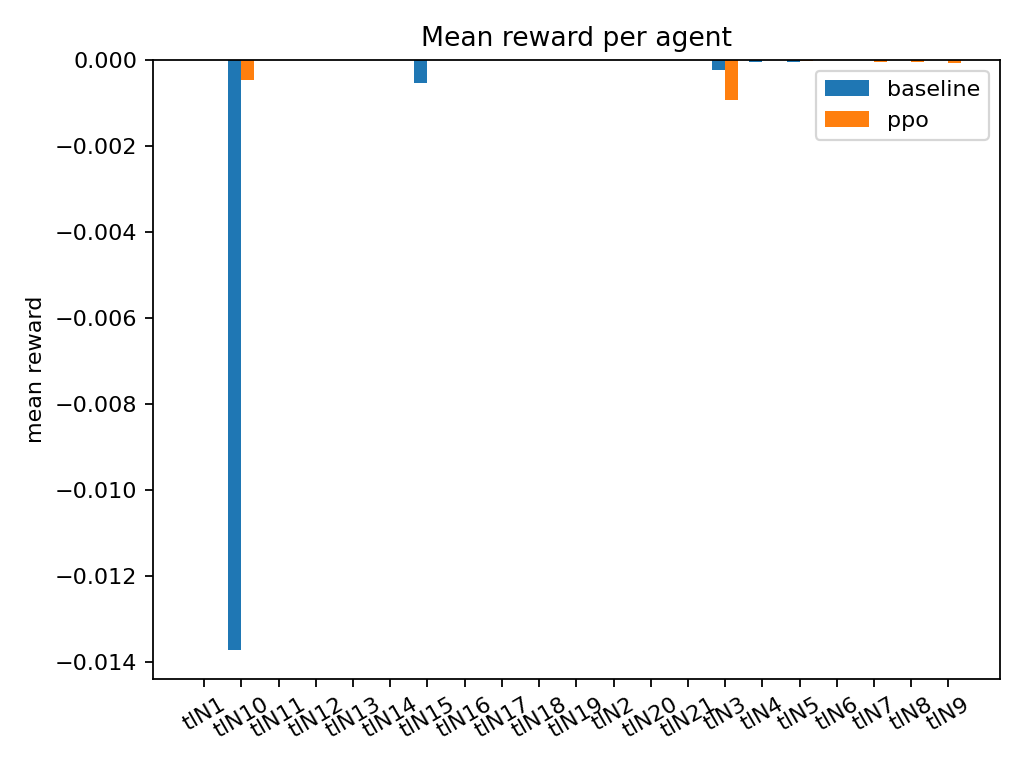 Mean reward per agent
0.000
−0.002
−0.004
−0.006
−0.008
−0.010
−0.012
−0.014
mean reward
baseline
ppo
tlN1
tlN10
tlN11
tlN12
tlN13
tlN14
tlN15
tlN16
tlN17
tlN18
tlN19
tlN2
tlN20
tlN21
tlN3
tlN4
tlN5
tlN6
tlN7
tlN8
tlN9